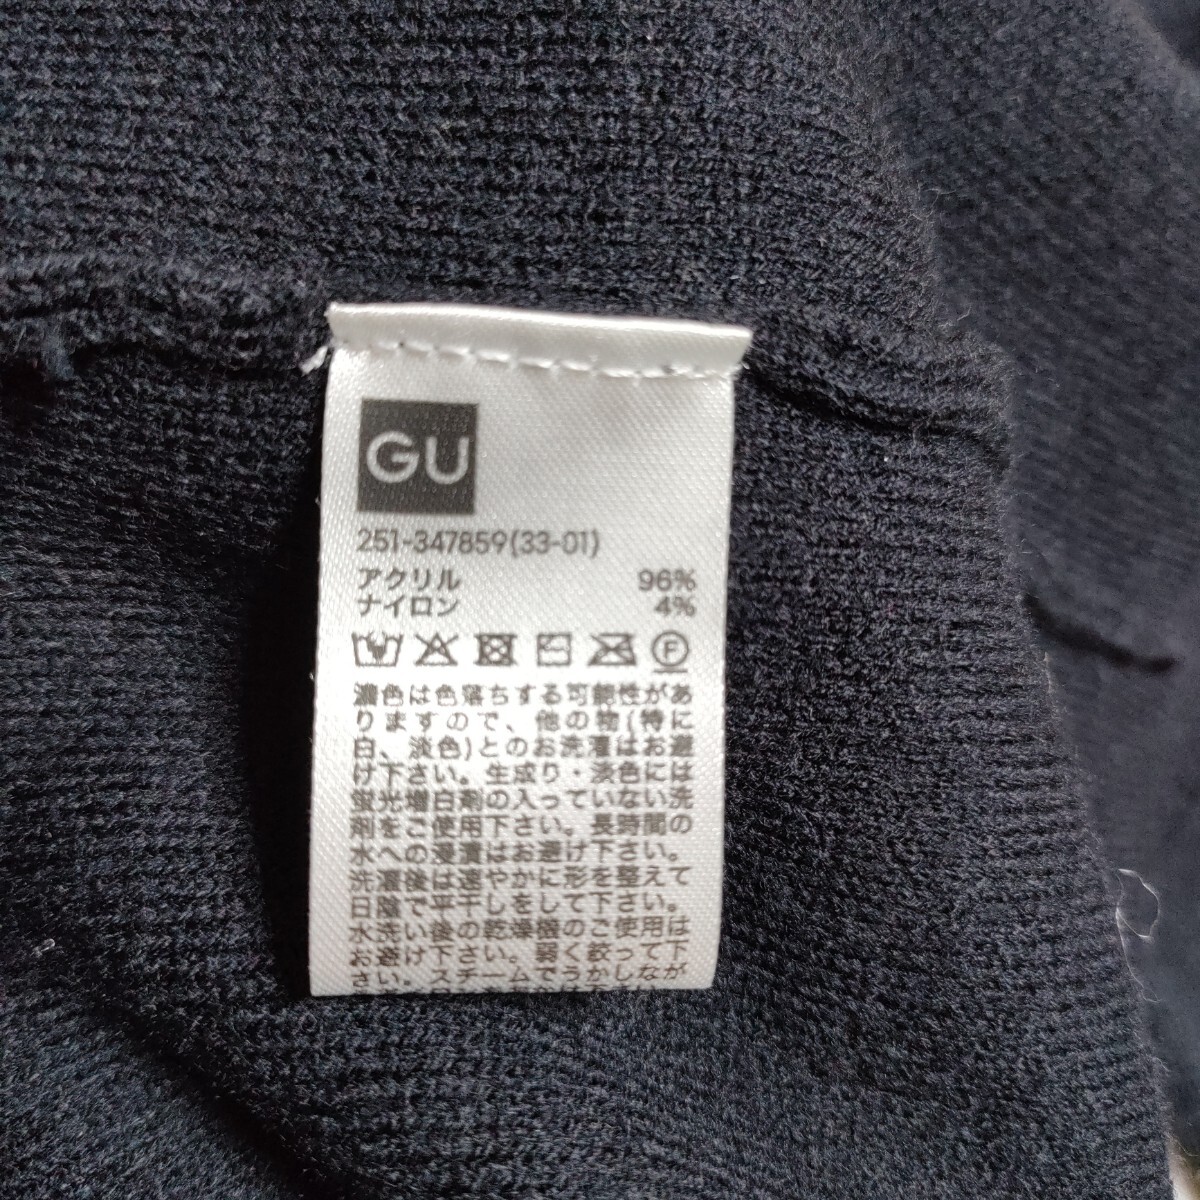 GU
251-347859(33-01)
アクリル 96%
ナイロン 4%
F
濃色は色落ちする可能性があ
りますので、他の物(特に
白、淡色)とのお洗濯はお避
け下さい。生成り・淡色には
蛍光増白剤の入っていない洗
剤をご使用下さい。長時間の
水への浸漬はお避け下さい。
洗濯後は速やかに形を整えて
日陰で平干しをして下さい。
水洗い後の乾燥機のご使用は
お避け下さい。弱く絞って下
さい。スチームでうかしなが